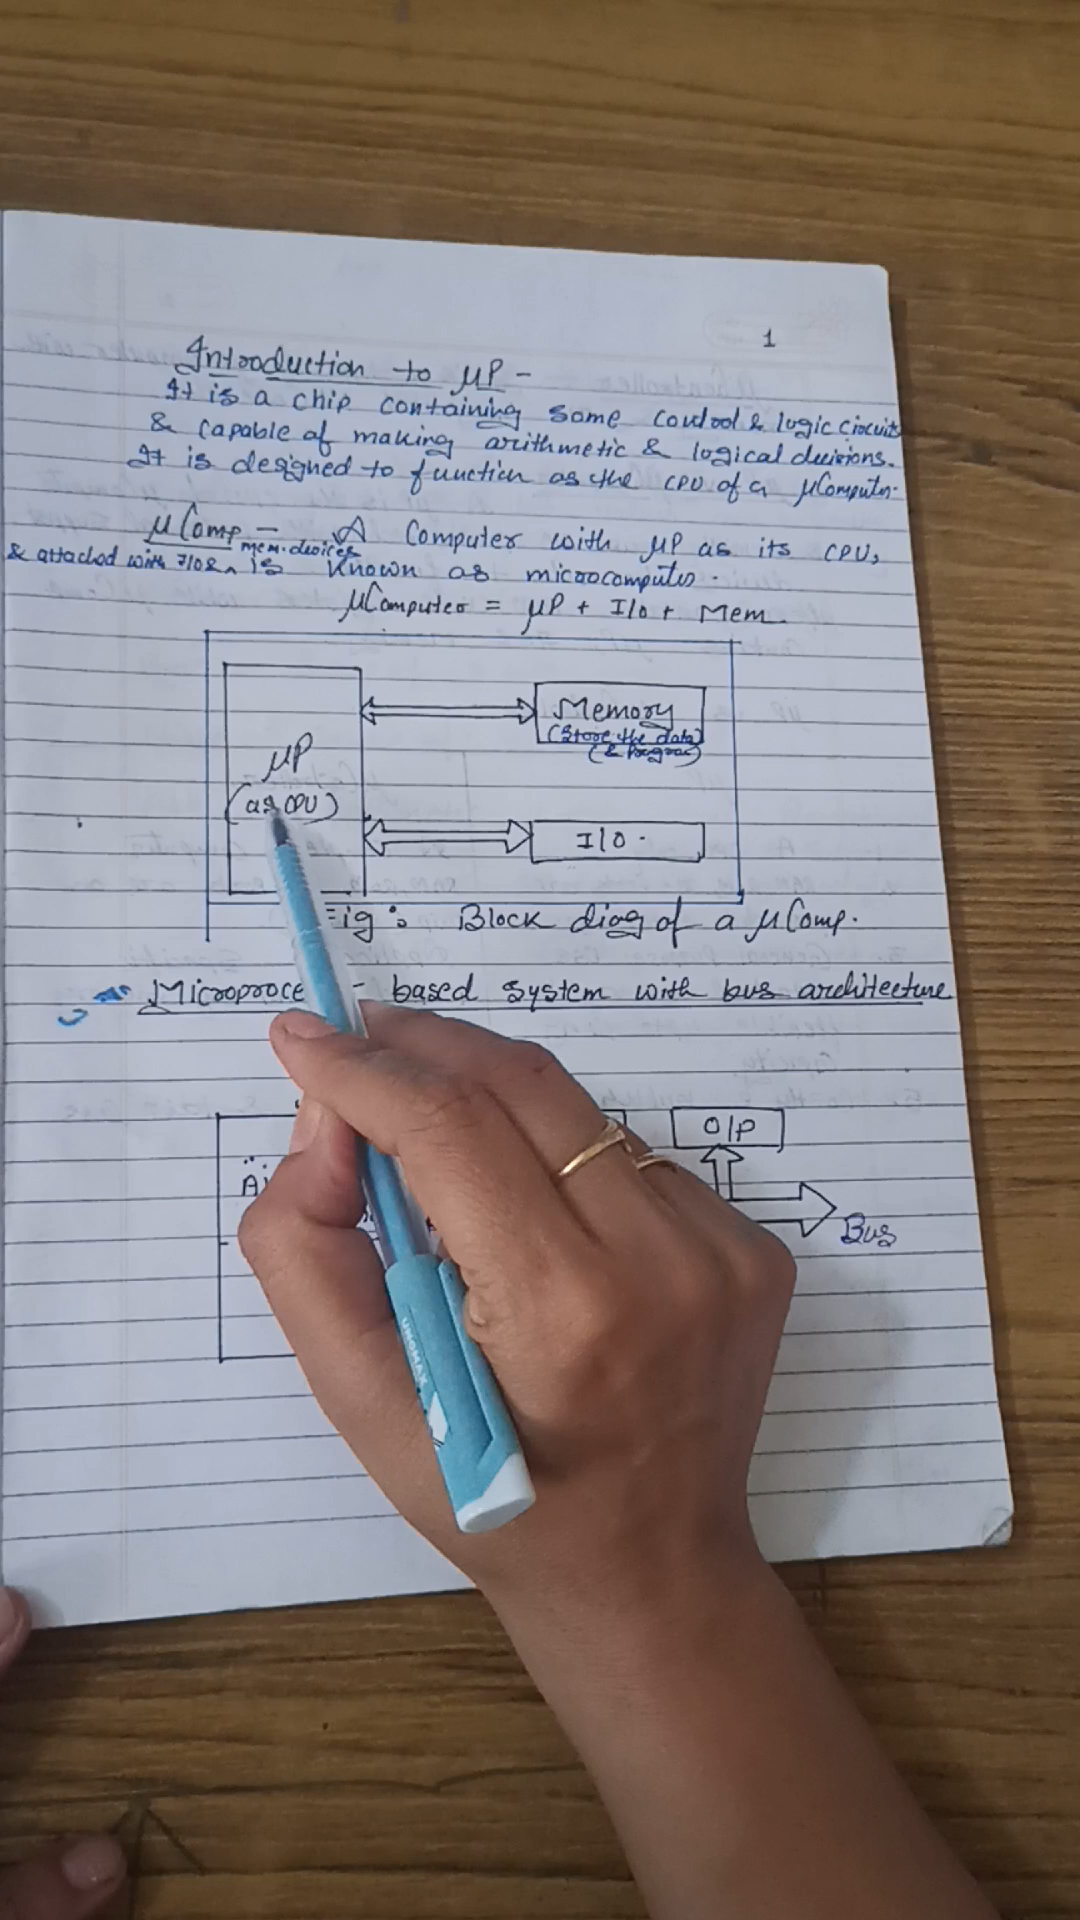 1
Introduction to μP -
It is a chip containing some control & logic circuits
& capable of making arithmetic & logical decisions.
It is designed to function as the CPU of a μComputer.
μComp - A Computer with μP as its CPU,
& attached with I/O & mem. devices is known as microcomputer.
μComputer = μP + I/O + Mem.
Memory
(Store the data)
(& Program)
μP
(as CPU)
I/O
Fig: Block diag of a μComp.
Microproce - based system with bus architecture
O/P
Bus
UNOMAX